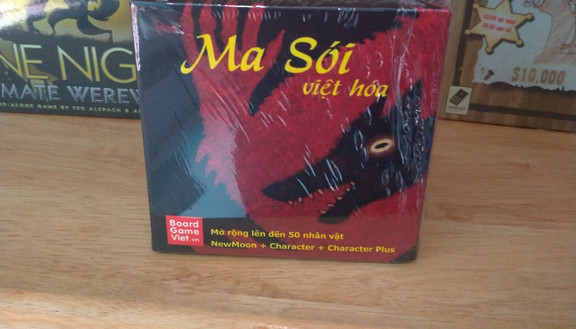 Ma Sói
việt hóa
Board
Game
Viet.vn
Mở rộng lên đến 50 nhân vật
NewMoon + Character + Character Plus
NE NIG
MATE WEREW
$10,000